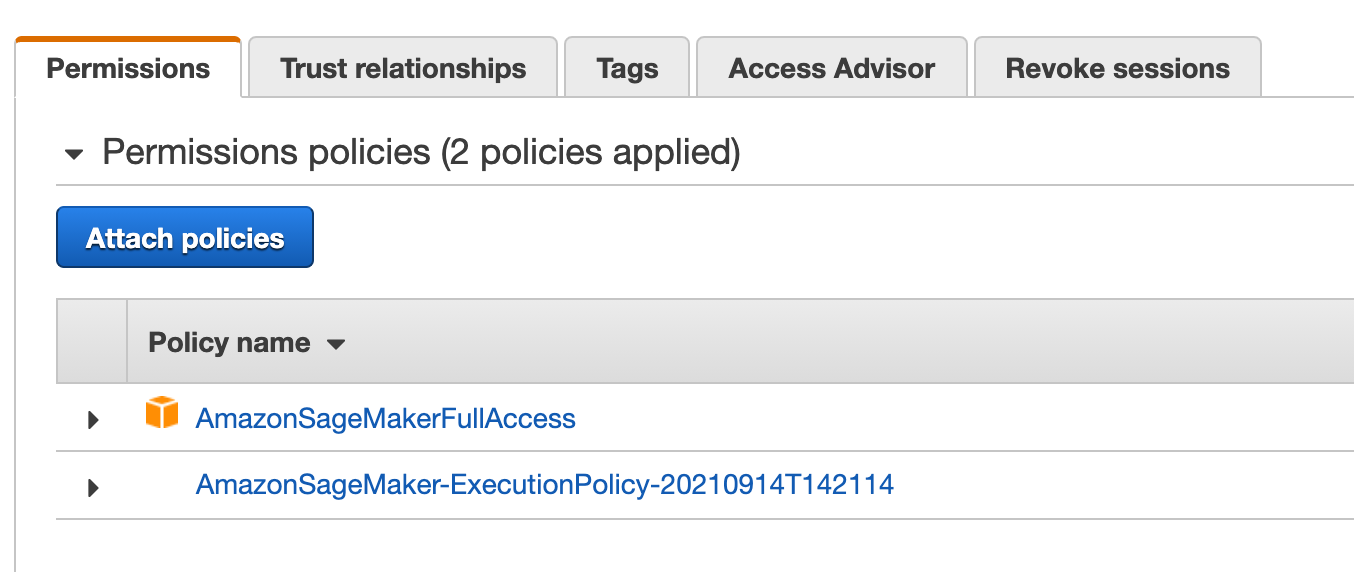 Permissions
Trust relationships
Tags
Access Advisor
Revoke sessions
Permissions policies (2 policies applied)
Attach policies
Policy name
AmazonSageMakerFullAccess
AmazonSageMaker-ExecutionPolicy-20210914T142114